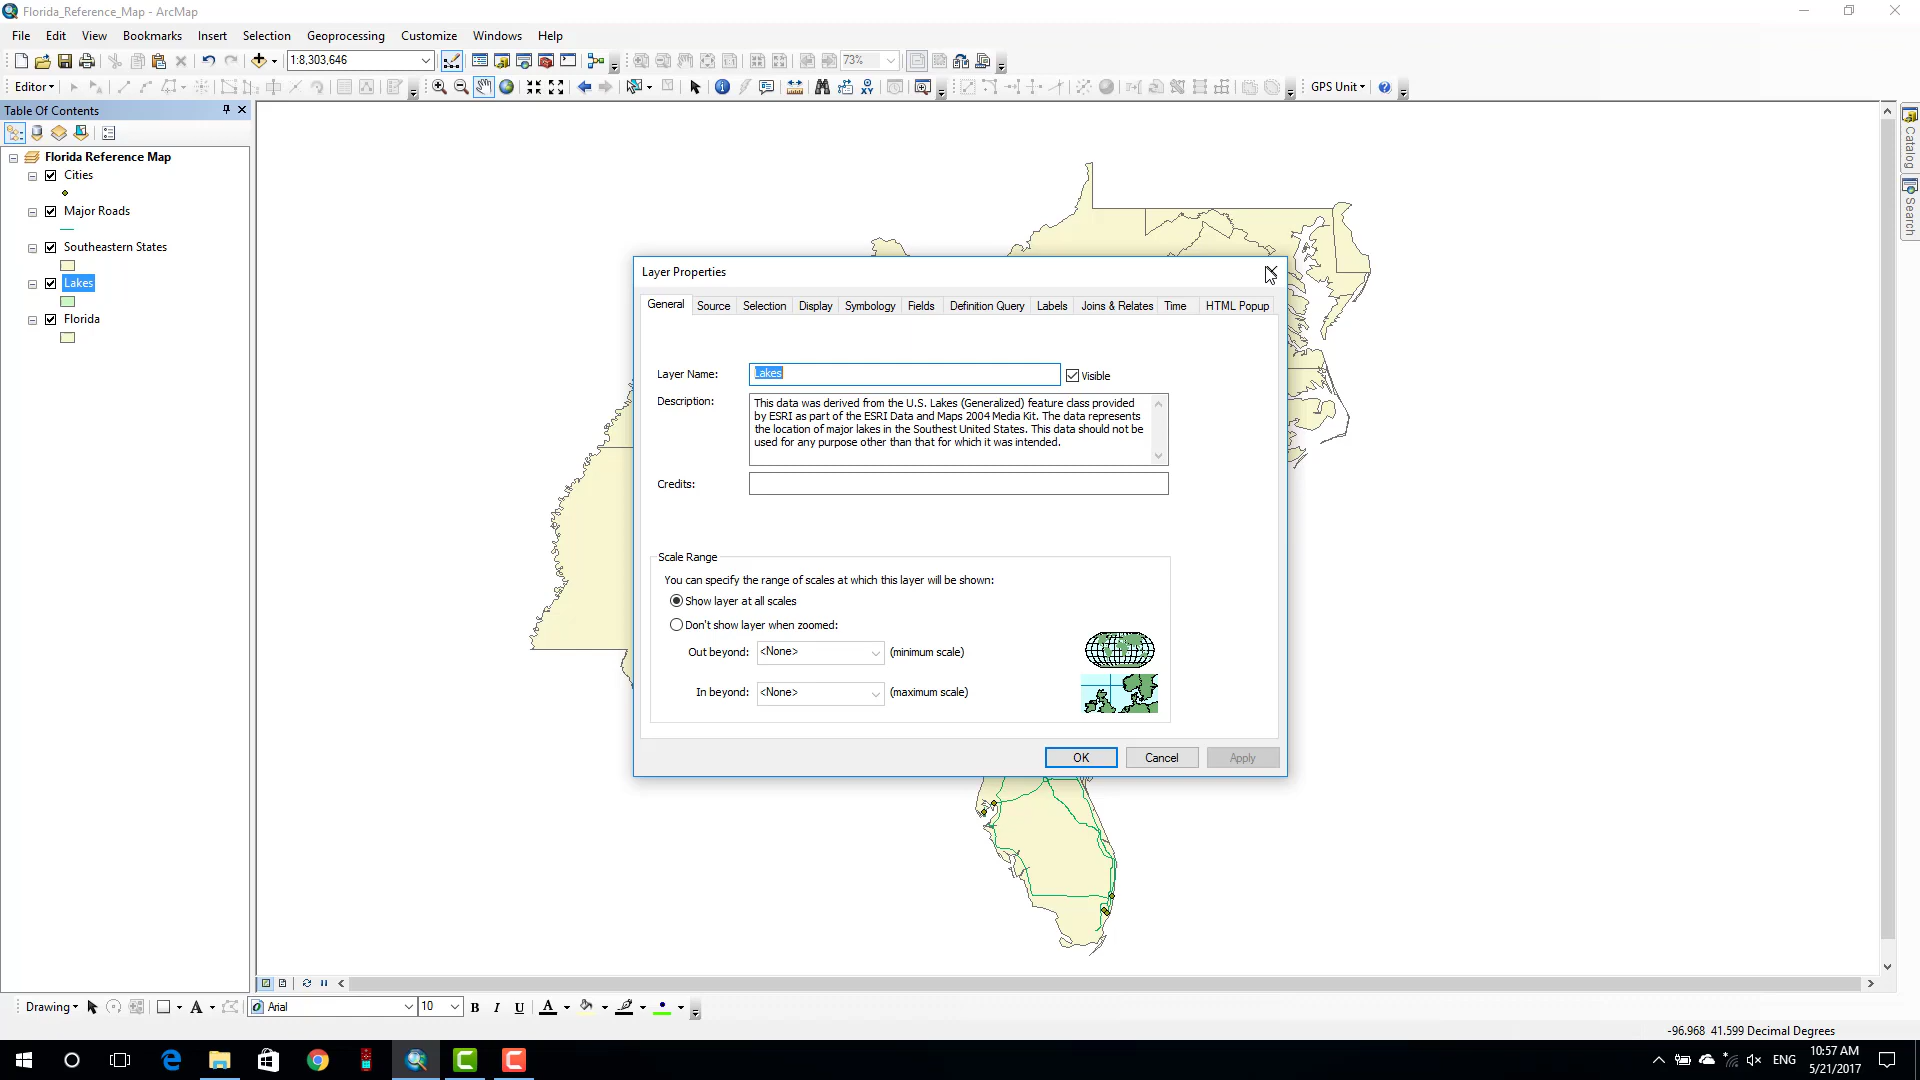 Florida_Reference_Map - ArcMap
File Edit View Bookmarks Insert Selection Geoprocessing Customize Windows Help
1:8,303,646
73%
Editor
GPS Unit
Table Of Contents
Florida Reference Map
Cities
Major Roads
Southeastern States
Lakes
Florida
Catalog
Search
Layer Properties
General Source Selection Display Symbology Fields Definition Query Labels Joins & Relates Time HTML Popup
Layer Name: Lakes Visible
Description: This data was derived from the U.S. Lakes (Generalized) feature class provided
by ESRI as part of the ESRI Data and Maps 2004 Media Kit. The data represents
the location of major lakes in the Southest United States. This data should not be
used for any purpose other than that for which it was intended.
Credits:
Scale Range
You can specify the range of scales at which this layer will be shown:
Show layer at all scales
Don't show layer when zoomed:
Out beyond: <None> (minimum scale)
In beyond: <None> (maximum scale)
OK Cancel Apply
Drawing A Arial 10 B I U A
-96.968 41.599 Decimal Degrees
ENG 10:57 AM
5/21/2017